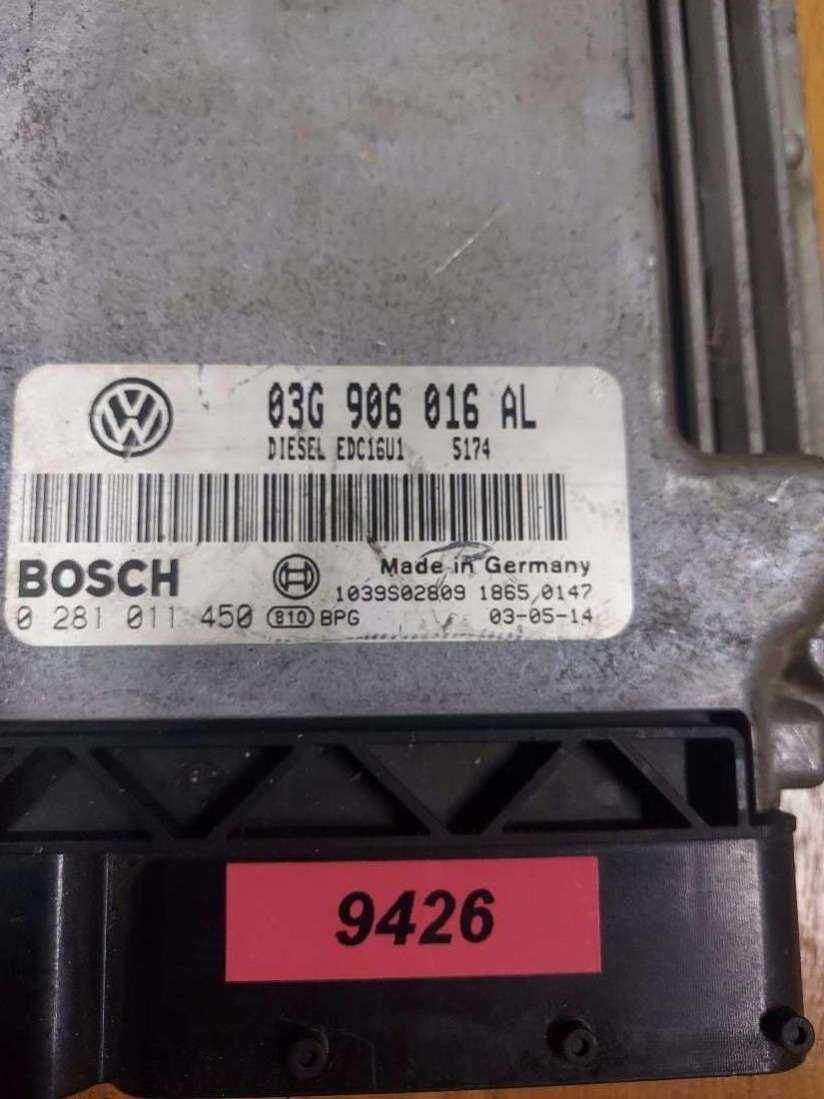 03G 906 016 AL
DIESEL EDC16U1 5174
BOSCH
Made in Germany
1039S02809 1865 0147
0 281 011 450 810 BPG 03-05-14
9426